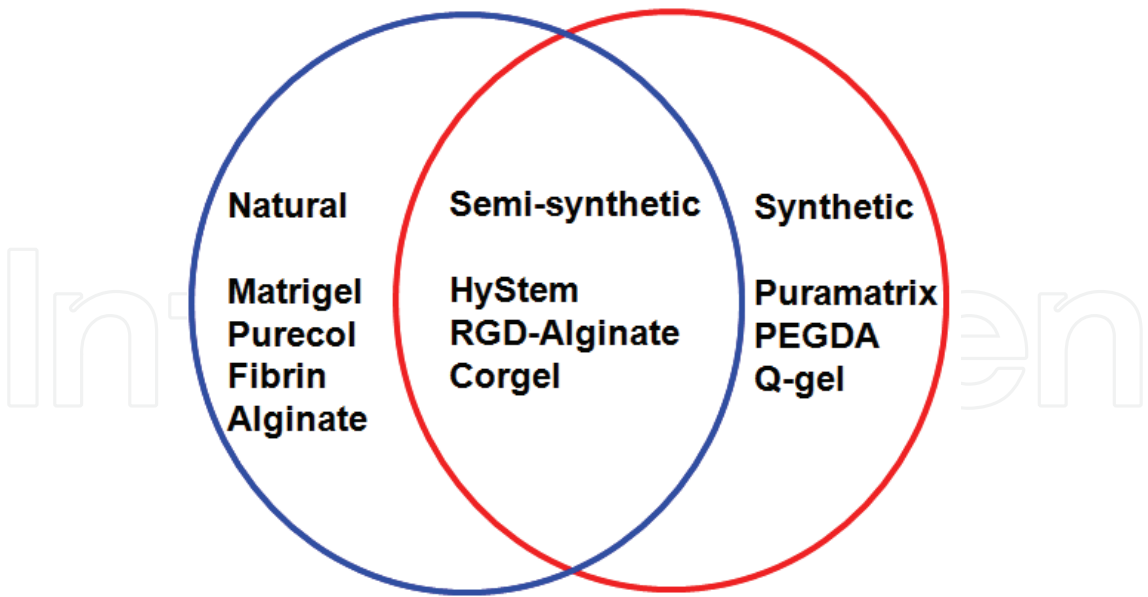 Natural
Matrigel
Purecol
Fibrin
Alginate
Semi-synthetic
HyStem
RGD-Alginate
Corgel
Synthetic
Puramatrix
PEGDA
Q-gel